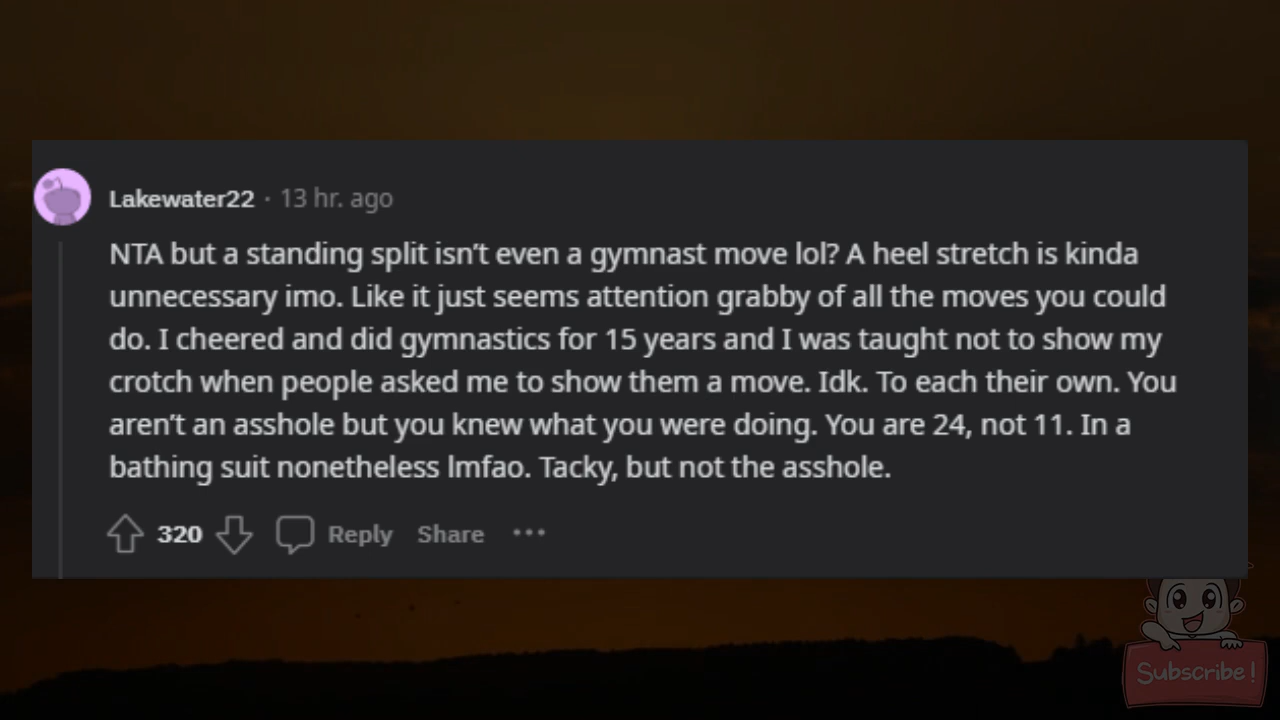 Lakewater22 · 13 hr. ago
NTA but a standing split isn’t even a gymnast move lol? A heel stretch is kinda
unnecessary imo. Like it just seems attention grabby of all the moves you could
do. I cheered and did gymnastics for 15 years and I was taught not to show my
crotch when people asked me to show them a move. Idk. To each their own. You
aren’t an asshole but you knew what you were doing. You are 24, not 11. In a
bathing suit nonetheless lmfao. Tacky, but not the asshole.
320 Reply Share ···
Subscribe!